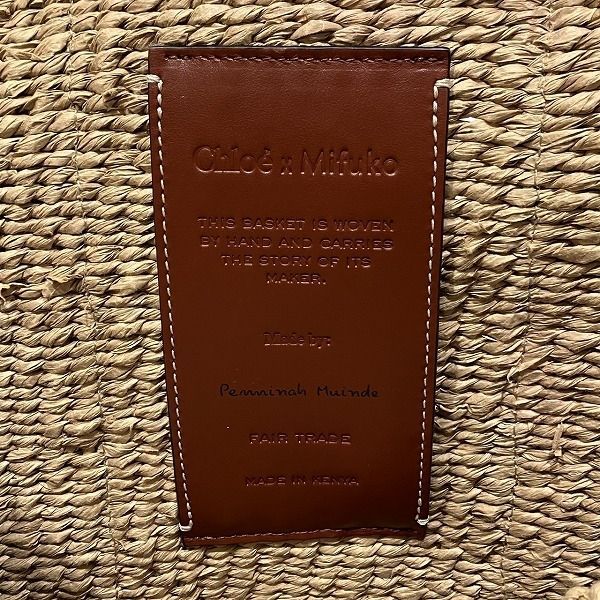 Chloé x Mifuko
THIS BASKET IS WOVEN
BY HAND AND CARRIES
THE STORY OF ITS
MAKER.
Made by:
Penninah Muinde
FAIR TRADE
MADE IN KENYA